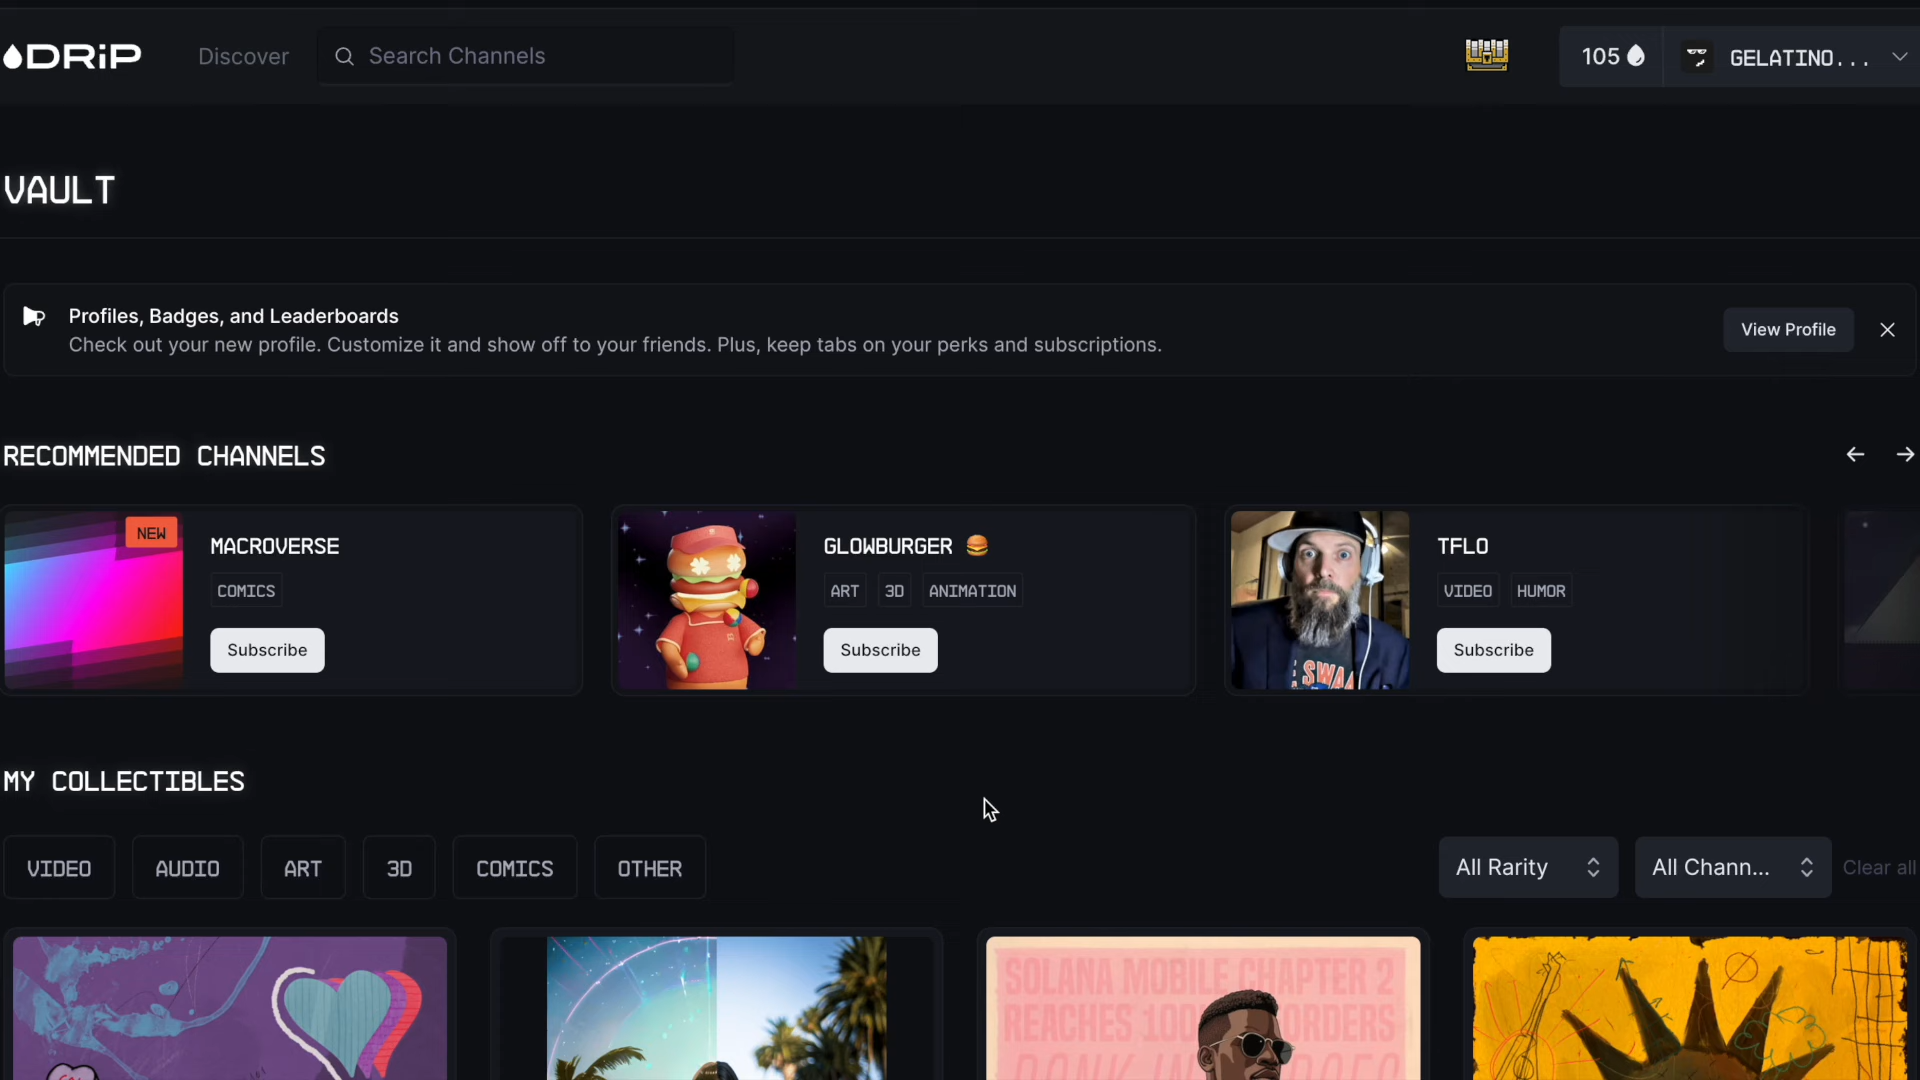 DRiP
Discover
Search Channels
105
GELATINO...
VAULT
Profiles, Badges, and Leaderboards
Check out your new profile. Customize it and show off to your friends. Plus, keep tabs on your perks and subscriptions.
View Profile
RECOMMENDED CHANNELS
NEW
MACROVERSE
COMICS
Subscribe
GLOWBURGER 🍔
ART
3D
ANIMATION
Subscribe
TFLO
VIDEO
HUMOR
Subscribe
MY COLLECTIBLES
VIDEO
AUDIO
ART
3D
COMICS
OTHER
All Rarity
All Chann...
Clear all
SOLANA MOBILE CHAPTER 2
REACHES